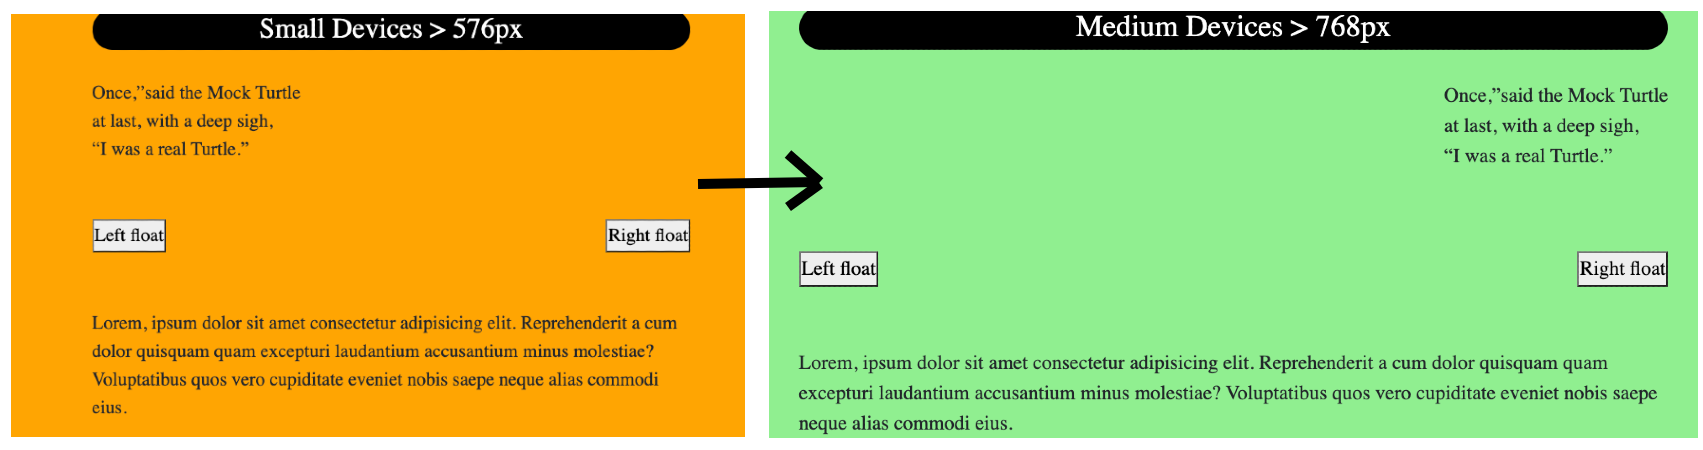 Small Devices > 576px
Once,”said the Mock Turtle
at last, with a deep sigh,
“I was a real Turtle.”
Left float
Right float
Lorem, ipsum dolor sit amet consectetur adipisicing elit. Reprehenderit a cum
dolor quisquam quam excepturi laudantium accusantium minus molestiae?
Voluptatibus quos vero cupiditate eveniet nobis saepe neque alias commodi
eius.
Medium Devices > 768px
Once,”said the Mock Turtle
at last, with a deep sigh,
“I was a real Turtle.”
Left float
Right float
Lorem, ipsum dolor sit amet consectetur adipisicing elit. Reprehenderit a cum dolor quisquam quam
excepturi laudantium accusantium minus molestiae? Voluptatibus quos vero cupiditate eveniet nobis saepe
neque alias commodi eius.